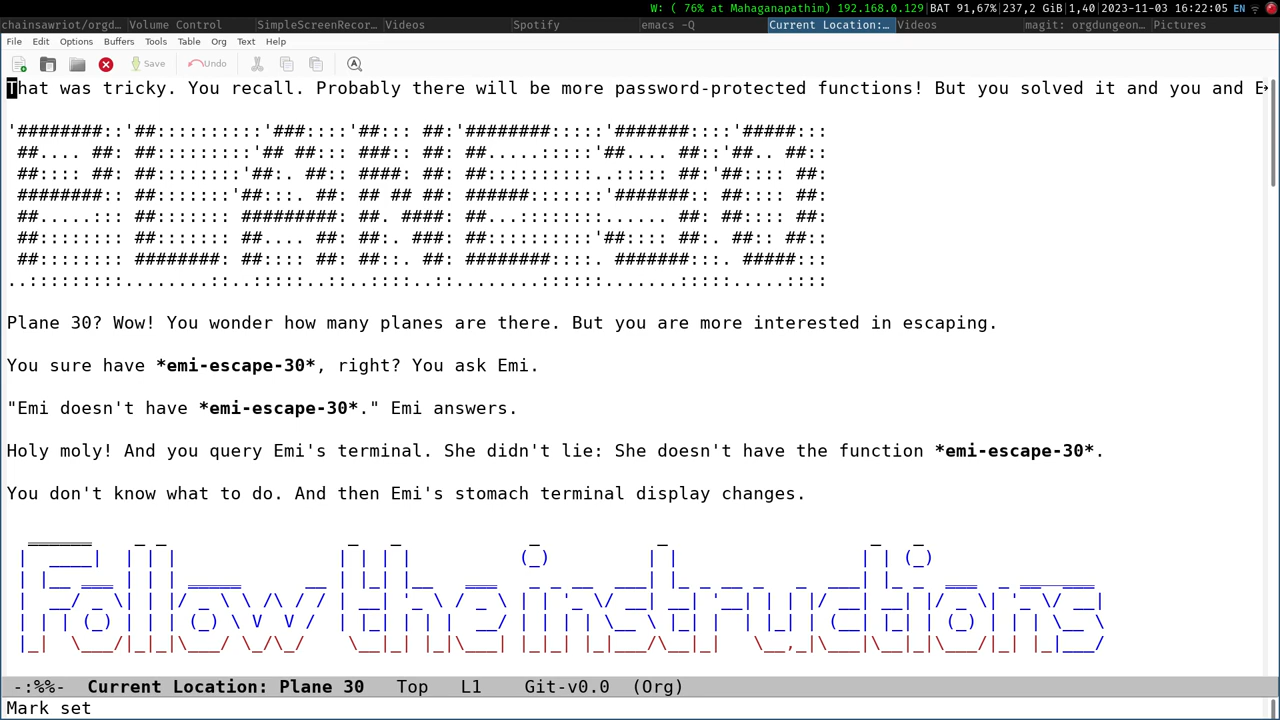 W: ( 76% at Mahaganapathim) 192.168.0.129 BAT 91,67% 237,2 GiB 1,40 2023-11-03 16:22:05 EN
chainsawriot/orgd... Volume Control SimpleScreenRecor... Videos Spotify emacs -Q Current Location:... Videos magit: orgdungeon... Pictures
File Edit Options Buffers Tools Table Org Text Help
Save Undo
That was tricky. You recall. Probably there will be more password-protected functions! But you solved it and you and E
PLANE 30
Plane 30? Wow! You wonder how many planes are there. But you are more interested in escaping.
You sure have *emi-escape-30*, right? You ask Emi.
"Emi doesn't have *emi-escape-30*." Emi answers.
Holy moly! And you query Emi's terminal. She didn't lie: She doesn't have the function *emi-escape-30*.
You don't know what to do. And then Emi's stomach terminal display changes.
Follow the instructions
-:%%- Current Location: Plane 30 Top L1 Git-v0.0 (Org)
Mark set